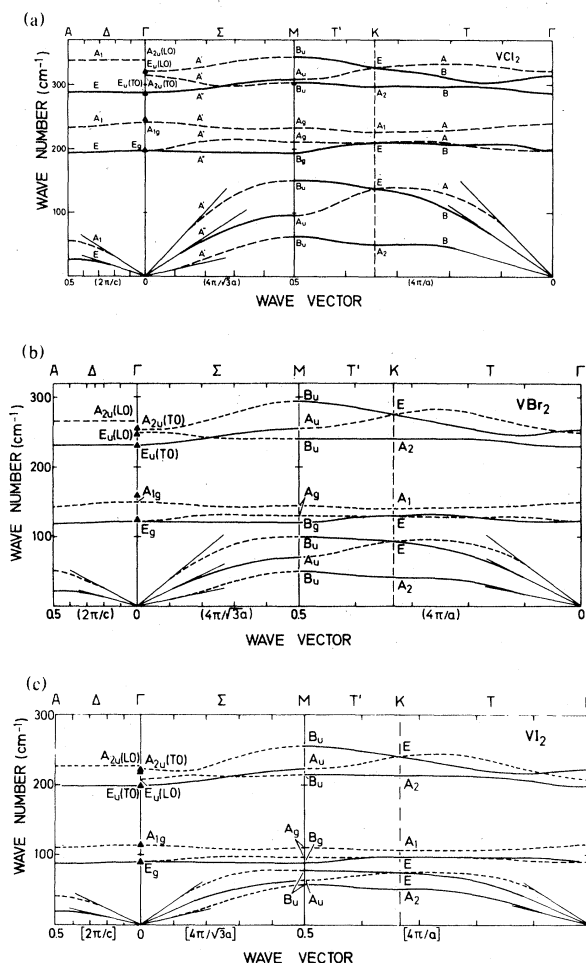 (a)
A Δ Γ Σ M T' K T Γ
VCl₂
WAVE NUMBER (cm⁻¹)
300
200
100
A₁
E
A₁
E
A₁
E
A₂ᵤ(LO)
Eᵤ(LO)
Eᵤ(TO)
A₂ᵤ(TO)
A₁g
Eg
Bᵤ
Aᵤ
Bᵤ
Ag
Ag
Bg
Bᵤ
Aᵤ
Bᵤ
E
A₂
A₁
E
E
A₂
A
B
B
A
A
B
A
B
B
0.5 (2π/c) 0 (4π/√3a) 0.5 (4π/a) 0
WAVE VECTOR
(b)
A Δ Γ Σ M T' K T Γ
VBr₂
WAVE NUMBER (cm⁻¹)
300
200
100
A₂ᵤ(LO)
A₂ᵤ(TO)
Eᵤ(LO)
Eᵤ(TO)
A₁g
Eg
Bᵤ
Aᵤ
Bᵤ
Ag
Bg
Bᵤ
Aᵤ
Bᵤ
E
A₂
A₁
E
E
A₂
0.5 (2π/c) 0 (4π/√3a) 0.5 (4π/a) 0
WAVE VECTOR
(c)
A Δ Γ Σ M T' K T
VI₂
WAVE NUMBER (cm⁻¹)
300
200
100
0
A₂ᵤ(LO)
A₂ᵤ(TO)
Eᵤ(TO)
Eᵤ(LO)
A₁g
Eg
Bᵤ
Aᵤ
Bᵤ
Ag
Bg
Bᵤ
Aᵤ
E
A₂
A₁
E
E
A₂
0.5 [2π/c] 0 [4π/√3a] 0.5 [4π/a]
WAVE VECTOR